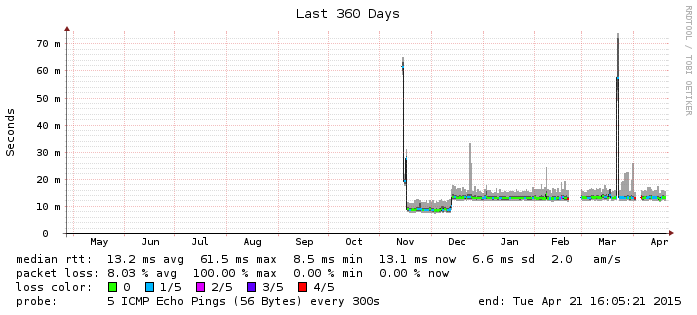 Last 360 Days
RRDTOOL / TOBI OETIKER
Seconds
70 m
60 m
50 m
40 m
30 m
20 m
10 m
0
May Jun Jul Aug Sep Oct Nov Dec Jan Feb Mar Apr
median rtt: 13.2 ms avg 61.5 ms max 8.5 ms min 13.1 ms now 6.6 ms sd 2.0 am/s
packet loss: 8.03 % avg 100.00 % max 0.00 % min 0.00 % now
loss color: 0 1/5 2/5 3/5 4/5
probe: 5 ICMP Echo Pings (56 Bytes) every 300s end: Tue Apr 21 16:05:21 2015